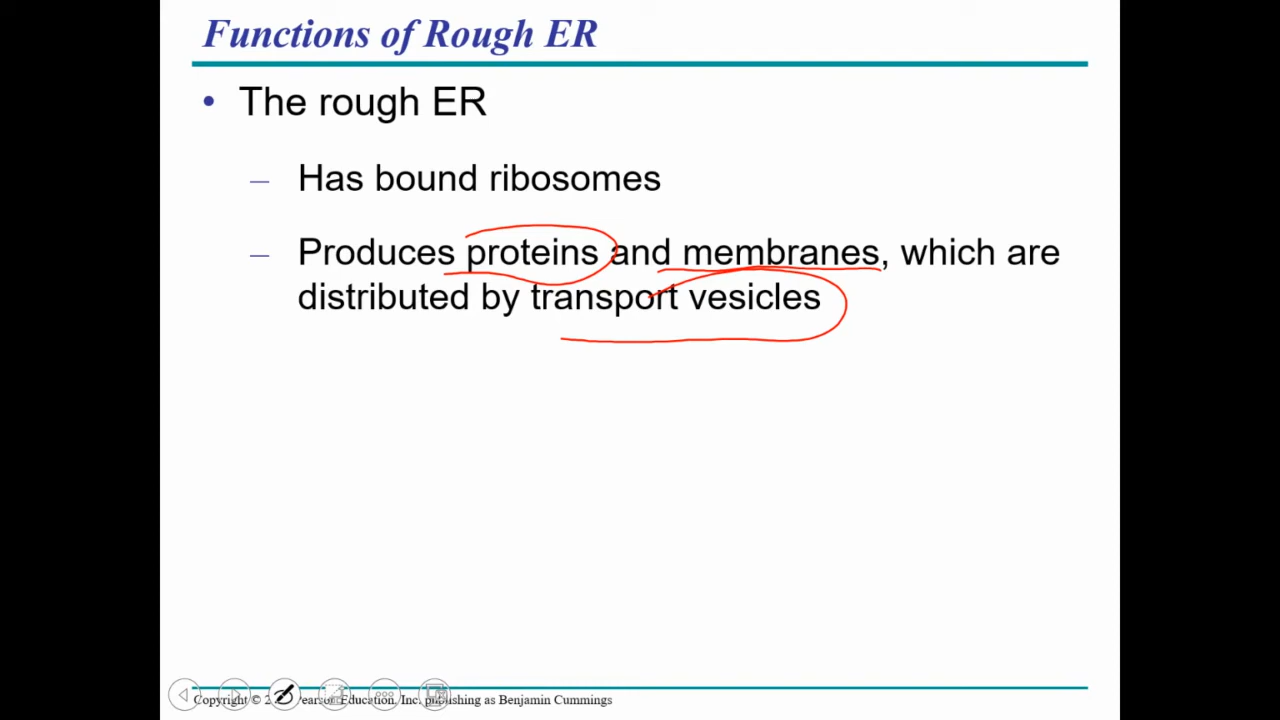 Functions of Rough ER
• The rough ER
– Has bound ribosomes
– Produces proteins and membranes, which are
distributed by transport vesicles
Copyright © Education, Inc. publishing as Benjamin Cummings